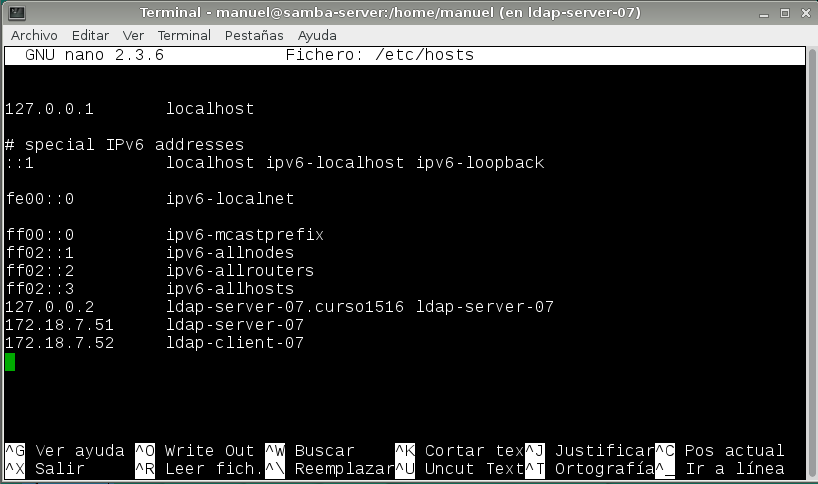 Terminal - manuel@samba-server:/home/manuel (en ldap-server-07)
Archivo Editar Ver Terminal Pestañas Ayuda
GNU nano 2.3.6 Fichero: /etc/hosts
127.0.0.1 localhost
# special IPv6 addresses
::1 localhost ipv6-localhost ipv6-loopback
fe00::0 ipv6-localnet
ff00::0 ipv6-mcastprefix
ff02::1 ipv6-allnodes
ff02::2 ipv6-allrouters
ff02::3 ipv6-allhosts
127.0.0.2 ldap-server-07.curso1516 ldap-server-07
172.18.7.51 ldap-server-07
172.18.7.52 ldap-client-07
^G Ver ayuda ^O Write Out ^W Buscar ^K Cortar tex^J Justificar^C Pos actual
^X Salir ^R Leer fich.^\ Reemplazar^U Uncut Text^T Ortografía^_ Ir a línea